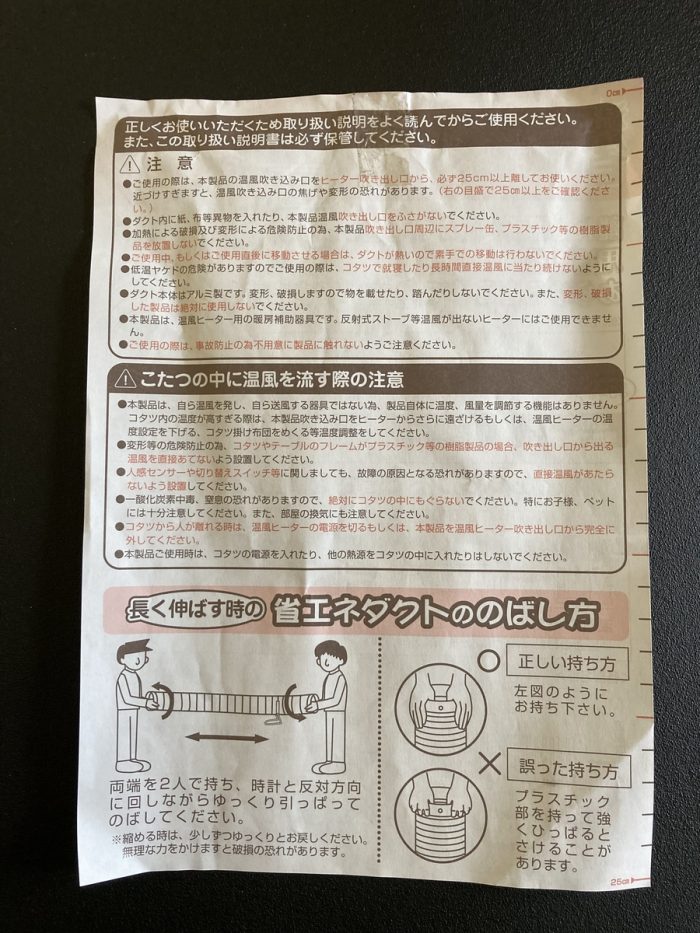 0cm
正しくお使いいただくため取り扱い説明をよく読んでからご使用ください。
また、この取り扱い説明書は必ず保管してください。
注 意
●ご使用の際は、本製品の温風吹き込み口をヒーター吹き出し口から、必ず25cm以上離してお使いください。
近づけすぎますと、温風吹き込み口の焦げや変形の恐れがあります。(右の目盛で25cm以上をご確認くださ
い。)
●ダクト内に紙、布等異物を入れたり、本製品温風吹き出し口をふさがないでください。
●加熱による破損及び変形による危険防止の為、本製品吹き出し口周辺にスプレー缶、プラスチック等の樹脂製
品を放置しないでください。
●ご使用中、もしくはご使用直後に移動させる場合は、ダクトが熱いので素手での移動は行わないでください。
●低温ヤケドの危険がありますのでご使用の際は、コタツで就寝したり長時間直接温風に当たり続けないように
してください。
●ダクト本体はアルミ製です。変形、破損しますので物を載せたり、踏んだりしないでください。また、変形、破損
した製品は絶対に使用しないでください。
●本製品は、温風ヒーター用の暖房補助器具です。反射式ストーブ等温風が出ないヒーターにはご使用できませ
ん。
●ご使用の際は、事故防止の為不用意に製品に触れないようご注意ください。
こたつの中に温風を流す際の注意
●本製品は、自ら温風を発し、自ら送風する器具ではない為、製品自体に温度、風量を調節する機能はありません。
コタツ内の温度が高すぎる際は、本製品吹き込み口をヒーターからさらに遠ざけるもしくは、温風ヒーターの温
度設定を下げる、コタツ掛け布団をめくる等温度調整をしてください。
●変形等の危険防止の為、コタツやテーブルのフレームがプラスチック等の樹脂製品の場合、吹き出し口から出る
温風を直接あてないよう設置してください。
●人感センサーや切り替えスイッチ等に関しましても、故障の原因となる恐れがありますので、直接温風があたら
ないよう設置してください。
●一酸化炭素中毒、窒息の恐れがありますので、絶対にコタツの中にもぐらないでください。特にお子様、ペット
には十分注意してください。また、部屋の換気にも注意してください。
●コタツから人が離れる時は、温風ヒーターの電源を切るもしくは、本製品を温風ヒーター吹き出し口から完全に
外してください。
●本製品ご使用時は、コタツの電源を入れたり、他の熱源をコタツの中に入れたりはしないでください。
長く伸ばす時の 省エネダクトののばし方
両端を2人で持ち、時計と反対方向
に回しながらゆっくり引っぱって
のばしてください。
※縮める時は、少しずつゆっくりとお戻しください。
無理な力をかけますと破損の恐れがあります。
○ 正しい持ち方
左図のように
お持ち下さい。
× 誤った持ち方
プラスチック
部を持って強
くひっぱると
さけることが
あります。
25cm